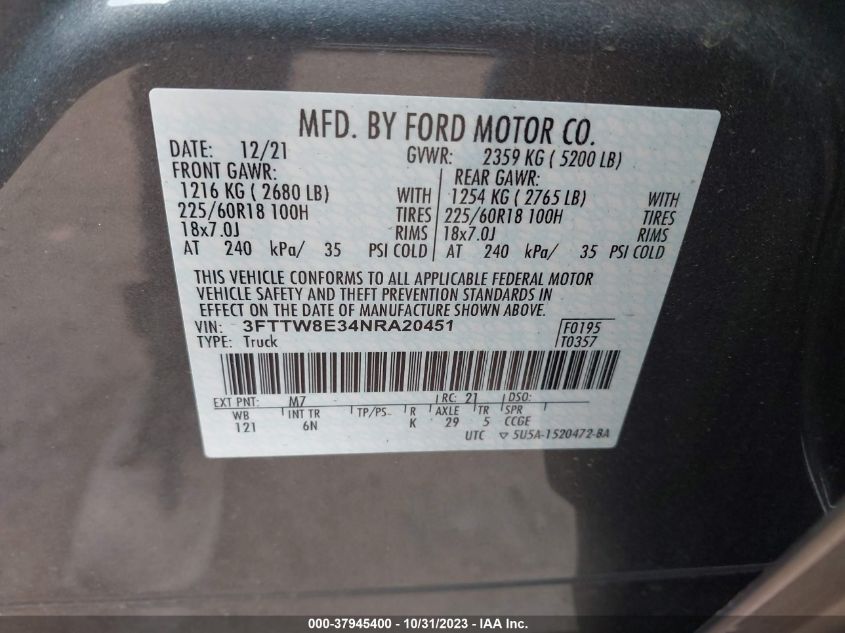 MFD. BY FORD MOTOR CO.
DATE: 12/21 GVWR: 2359 KG ( 5200 LB)
FRONT GAWR: REAR GAWR:
1216 KG ( 2680 LB) WITH 1254 KG ( 2765 LB) WITH
225/60R18 100H TIRES 225/60R18 100H TIRES
18x7.0J RIMS 18x7.0J RIMS
AT 240 kPa/ 35 PSI COLD AT 240 kPa/ 35 PSI COLD
THIS VEHICLE CONFORMS TO ALL APPLICABLE FEDERAL MOTOR
VEHICLE SAFETY AND THEFT PREVENTION STANDARDS IN
EFFECT ON THE DATE OF MANUFACTURE SHOWN ABOVE.
VIN: 3FTTW8E34NRA20451 F0195
TYPE: Truck T0357
EXT PNT: M7 RC: 21 DSO:
WB INT TR TP/PS R AXLE TR SPR
121 6N K 29 5 CCGE
UTC ▽ 5U5A-1520472-BA
000-37945400 - 10/31/2023 - IAA Inc.